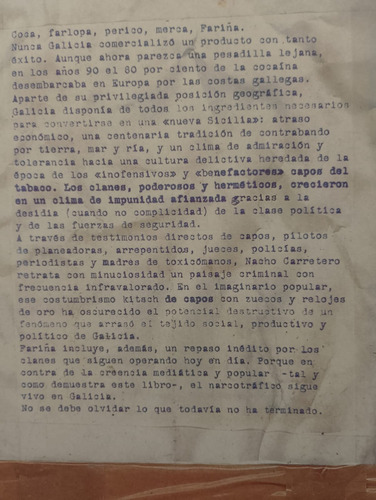 Coca, farlopa, perico, merca, Fariña.
Nunca Galicia comercializó un producto con tanto
éxito. Aunque ahora parezca una pesadilla lejana,
en los años 90 el 80 por ciento de la cocaína
desembarcaba en Europa por las costas gallegas.
Aparte de su privilegiada posición geográfica,
Galicia disponía de todos los ingredientes necesarios
para convertirse en una «nueva Sicilia»: atraso
económico, una centenaria tradición de contrabando
por tierra, mar y ría, y un clima de admiración y
tolerancia hacia una cultura delictiva heredada de la
época de los «inofensivos» y «benefactores» capos del
tabaco. Los clanes, poderosos y herméticos, crecieron
en un clima de impunidad afianzada gracias a la
desidia (cuando no complicidad) de la clase política
y de las fuerzas de seguridad.
A través de testimonios directos de capos, pilotos
de planeadoras, arrepentidos, jueces, policías,
periodistas y madres de toxicómanos, Nacho Carretero
retrata con minuciosidad un paisaje criminal con
frecuencia infravalorado. En el imaginario popular,
ese costumbrismo kitsch de capos con zuecos y relojes
de oro ha oscurecido el potencial destructivo de un
fenómeno que arrasó el tejido social, productivo y
político de Galicia.
Fariña incluye, además, un repaso inédito por los
clanes que siguen operando hoy en día. Porque en
contra de la creencia mediática y popular -tal y
como demuestra este libro-, el narcotráfico sigue
vivo en Galicia.
No se debe olvidar lo que todavía no ha terminado.